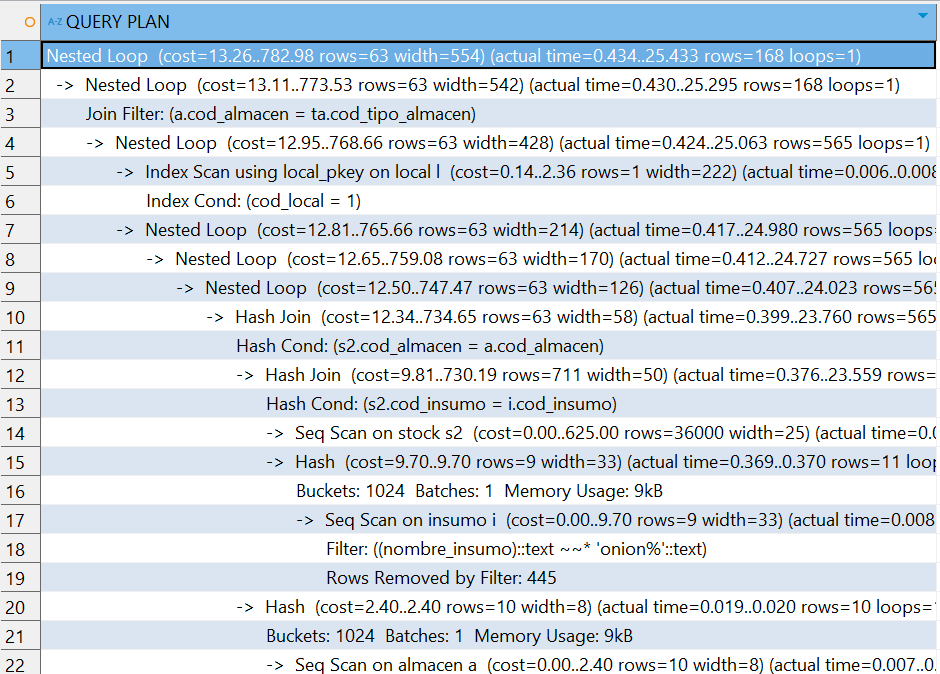 A-Z QUERY PLAN
1 Nested Loop (cost=13.26..782.98 rows=63 width=554) (actual time=0.434..25.433 rows=168 loops=1)
2 -> Nested Loop (cost=13.11..773.53 rows=63 width=542) (actual time=0.430..25.295 rows=168 loops=1)
3 Join Filter: (a.cod_almacen = ta.cod_tipo_almacen)
4 -> Nested Loop (cost=12.95..768.66 rows=63 width=428) (actual time=0.424..25.063 rows=565 loops=1)
5 -> Index Scan using local_pkey on local l (cost=0.14..2.36 rows=1 width=222) (actual time=0.006..0.008
6 Index Cond: (cod_local = 1)
7 -> Nested Loop (cost=12.81..765.66 rows=63 width=214) (actual time=0.417..24.980 rows=565 loops=
8 -> Nested Loop (cost=12.65..759.08 rows=63 width=170) (actual time=0.412..24.727 rows=565 lo
9 -> Nested Loop (cost=12.50..747.47 rows=63 width=126) (actual time=0.407..24.023 rows=565
10 -> Hash Join (cost=12.34..734.65 rows=63 width=58) (actual time=0.399..23.760 rows=565
11 Hash Cond: (s2.cod_almacen = a.cod_almacen)
12 -> Hash Join (cost=9.81..730.19 rows=711 width=50) (actual time=0.376..23.559 rows=
13 Hash Cond: (s2.cod_insumo = i.cod_insumo)
14 -> Seq Scan on stock s2 (cost=0.00..625.00 rows=36000 width=25) (actual time=0.0
15 -> Hash (cost=9.70..9.70 rows=9 width=33) (actual time=0.369..0.370 rows=11 loop
16 Buckets: 1024 Batches: 1 Memory Usage: 9kB
17 -> Seq Scan on insumo i (cost=0.00..9.70 rows=9 width=33) (actual time=0.008
18 Filter: ((nombre_insumo)::text ~~* 'onion%'::text)
19 Rows Removed by Filter: 445
20 -> Hash (cost=2.40..2.40 rows=10 width=8) (actual time=0.019..0.020 rows=10 loops=
21 Buckets: 1024 Batches: 1 Memory Usage: 9kB
22 -> Seq Scan on almacen a (cost=0.00..2.40 rows=10 width=8) (actual time=0.007..0.